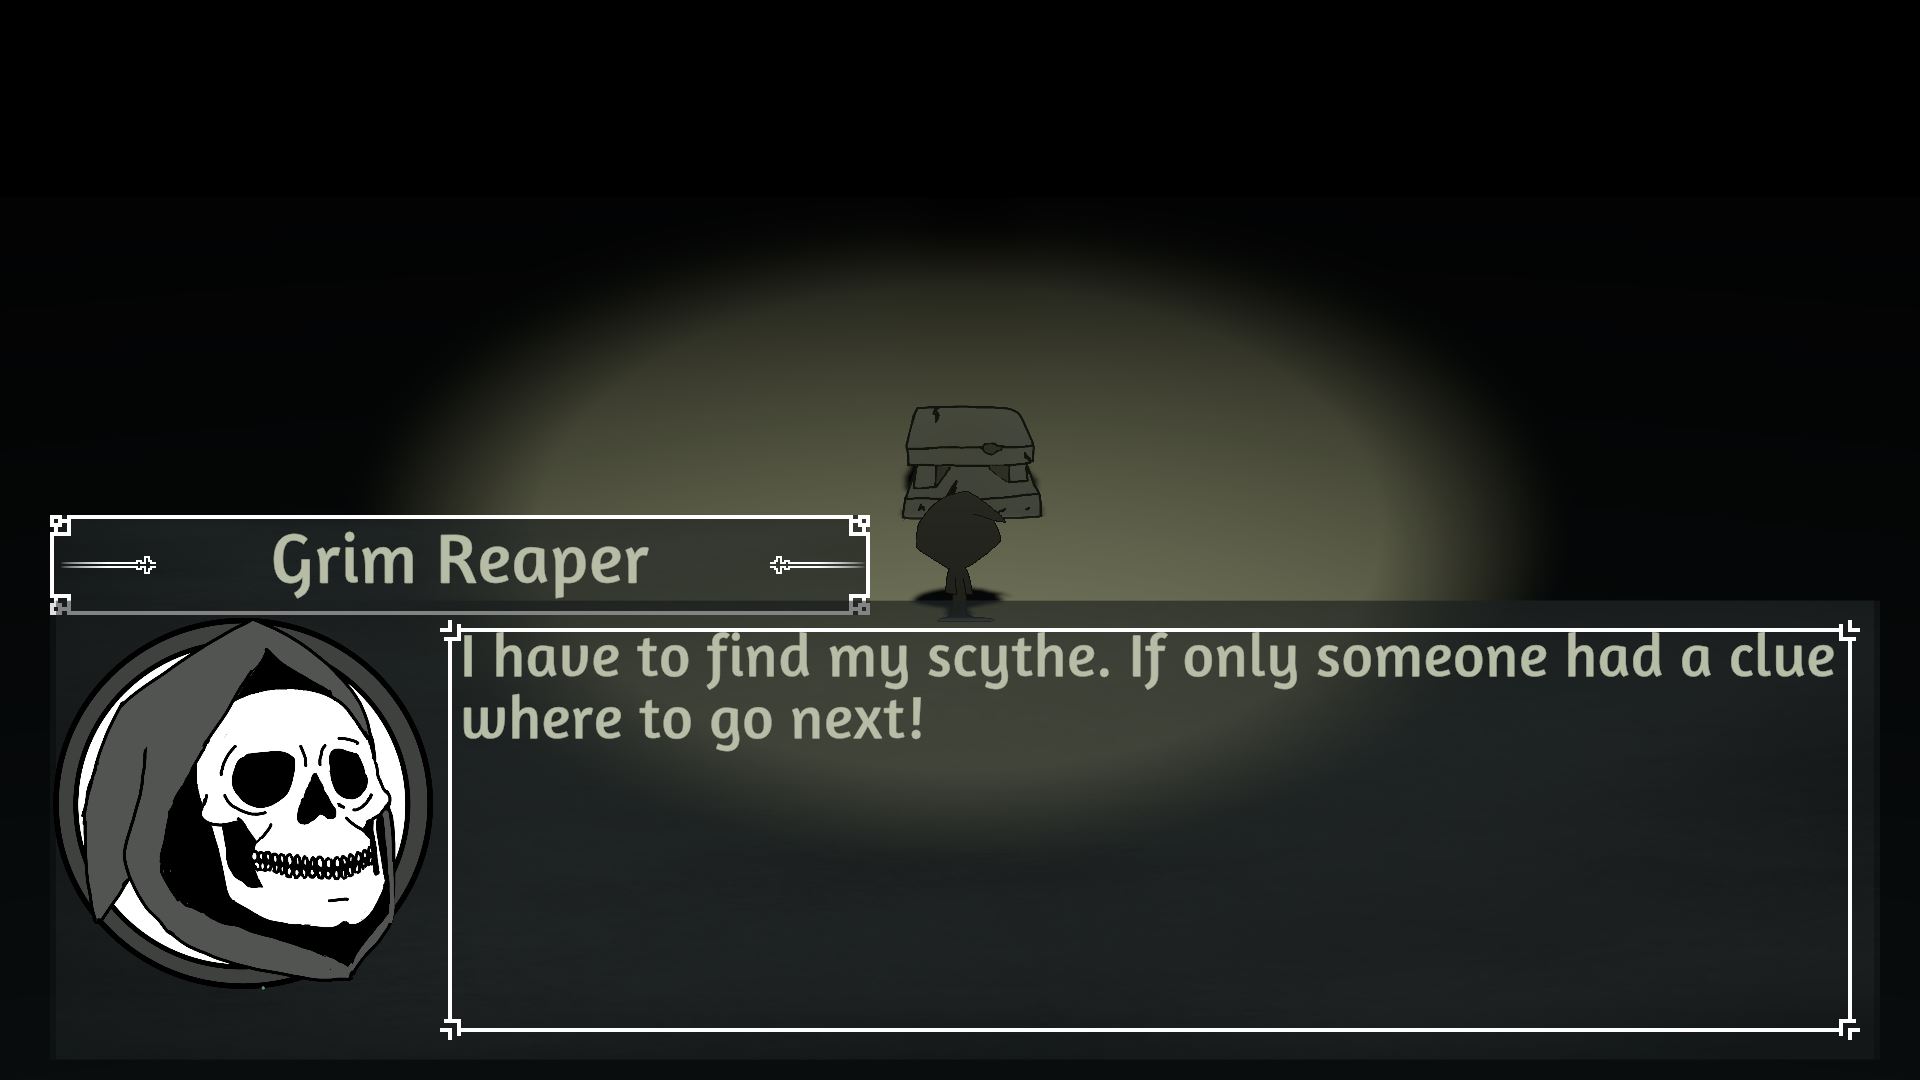 Grim Reaper
I have to find my scythe. If only someone had a clue
where to go next!